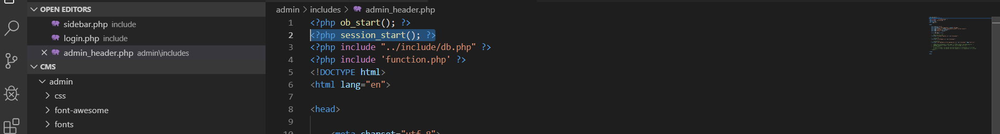 OPEN EDITORS
sidebar.php include
login.php include
admin_header.php admin\includes
CMS
admin
css
font-awesome
fonts
admin > includes > admin_header.php
1 <?php ob_start(); ?>
2 <?php session_start(); ?>
3 <?php include "../include/db.php" ?>
4 <?php include 'function.php' ?>
5 <!DOCTYPE html>
6 <html lang="en">
7
8 <head>
9
10 <meta charset="utf-8">